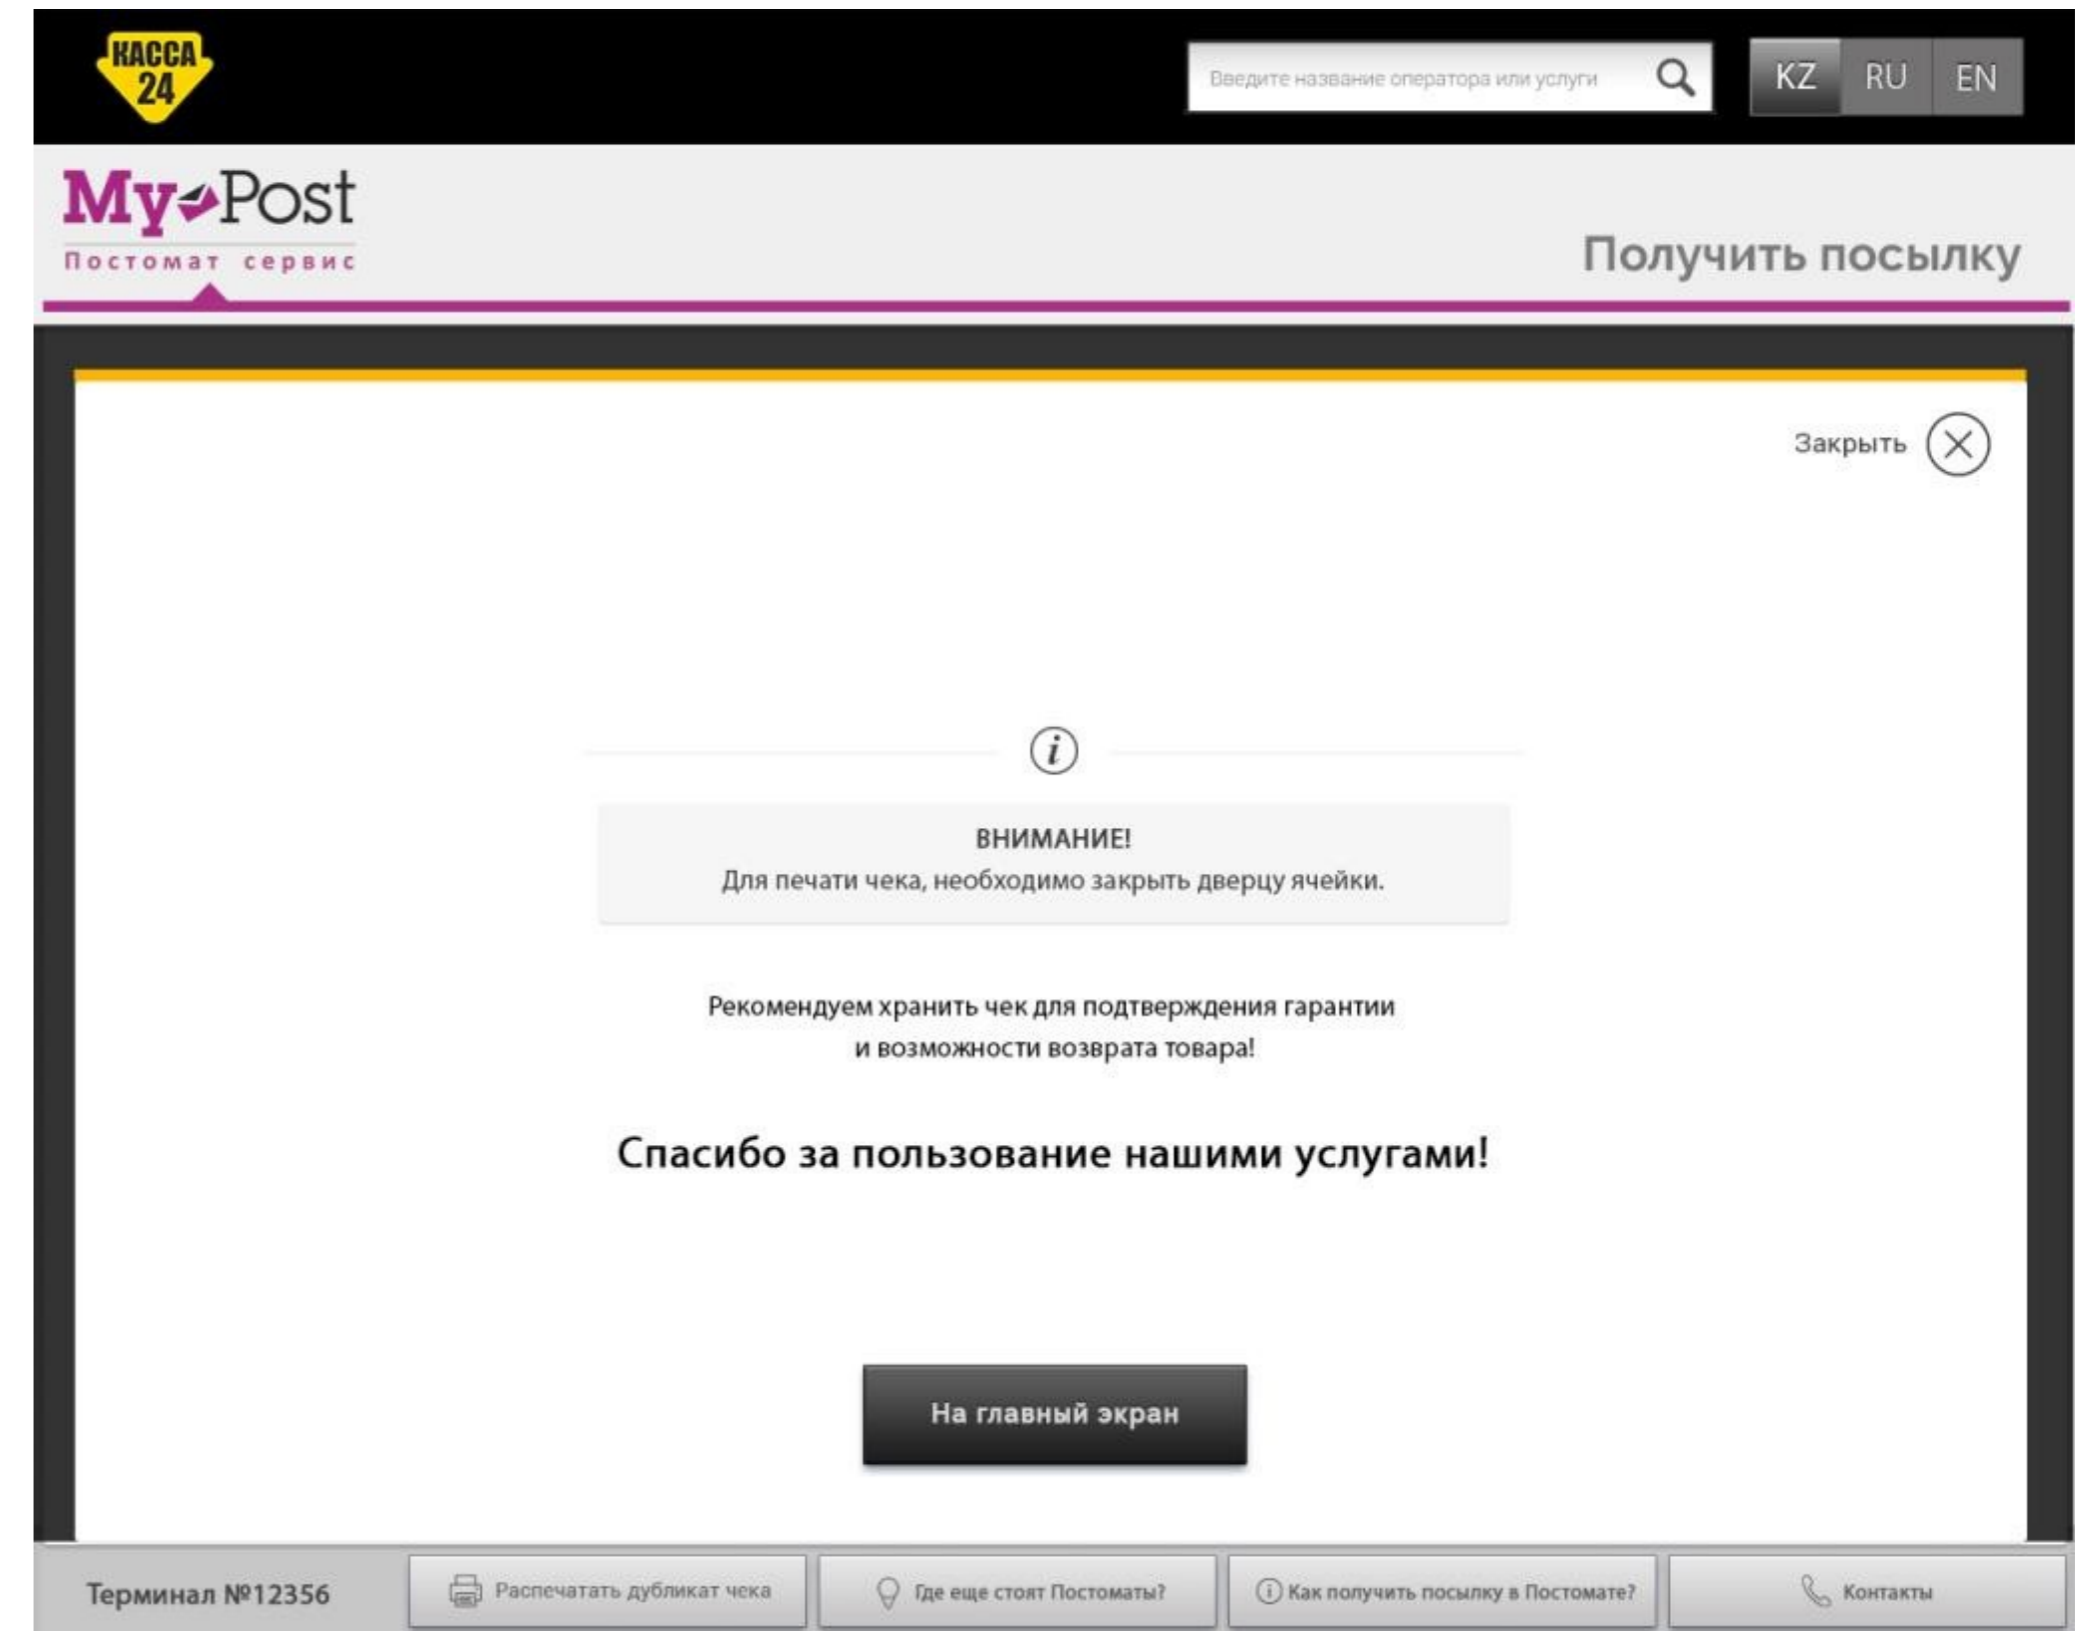 КАССА
24
Введите название оператора или услуги
KZ RU EN
My Post
Постомат сервис
Получить посылку
Закрыть
i
ВНИМАНИЕ!
Для печати чека, необходимо закрыть дверцу ячейки.
Рекомендуем хранить чек для подтверждения гарантии
и возможности возврата товара!
Спасибо за пользование нашими услугами!
На главный экран
Терминал №12356
Распечатать дубликат чека
Где еще стоят Постоматы?
i Как получить посылку в Постомате?
Контакты